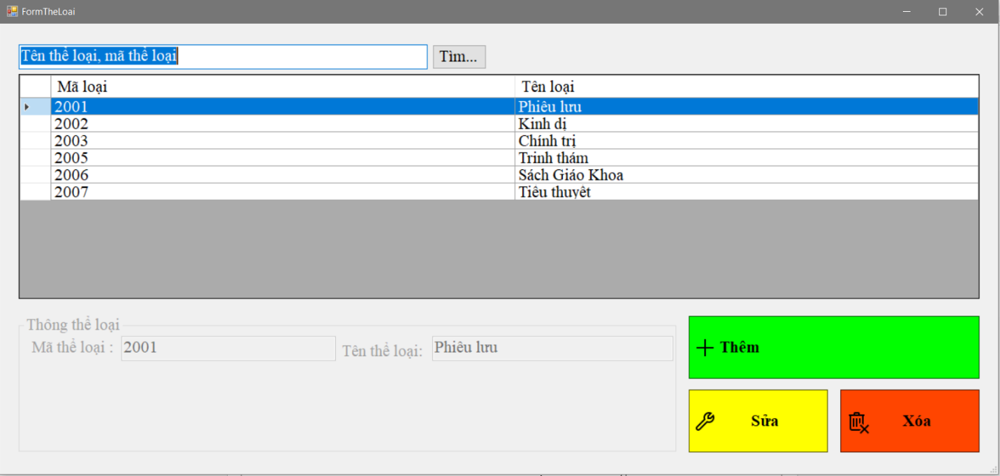 FormTheLoai
Tên thể loại, mã thể loại Tìm...
Mã loại Tên loại
2001 Phiêu lưu
2002 Kinh dị
2003 Chính trị
2005 Trinh thám
2006 Sách Giáo Khoa
2007 Tiêu thuyêt
Thông thể loại
Mã thể loại : 2001 Tên thể loại: Phiêu lưu
Thêm
Sửa Xóa